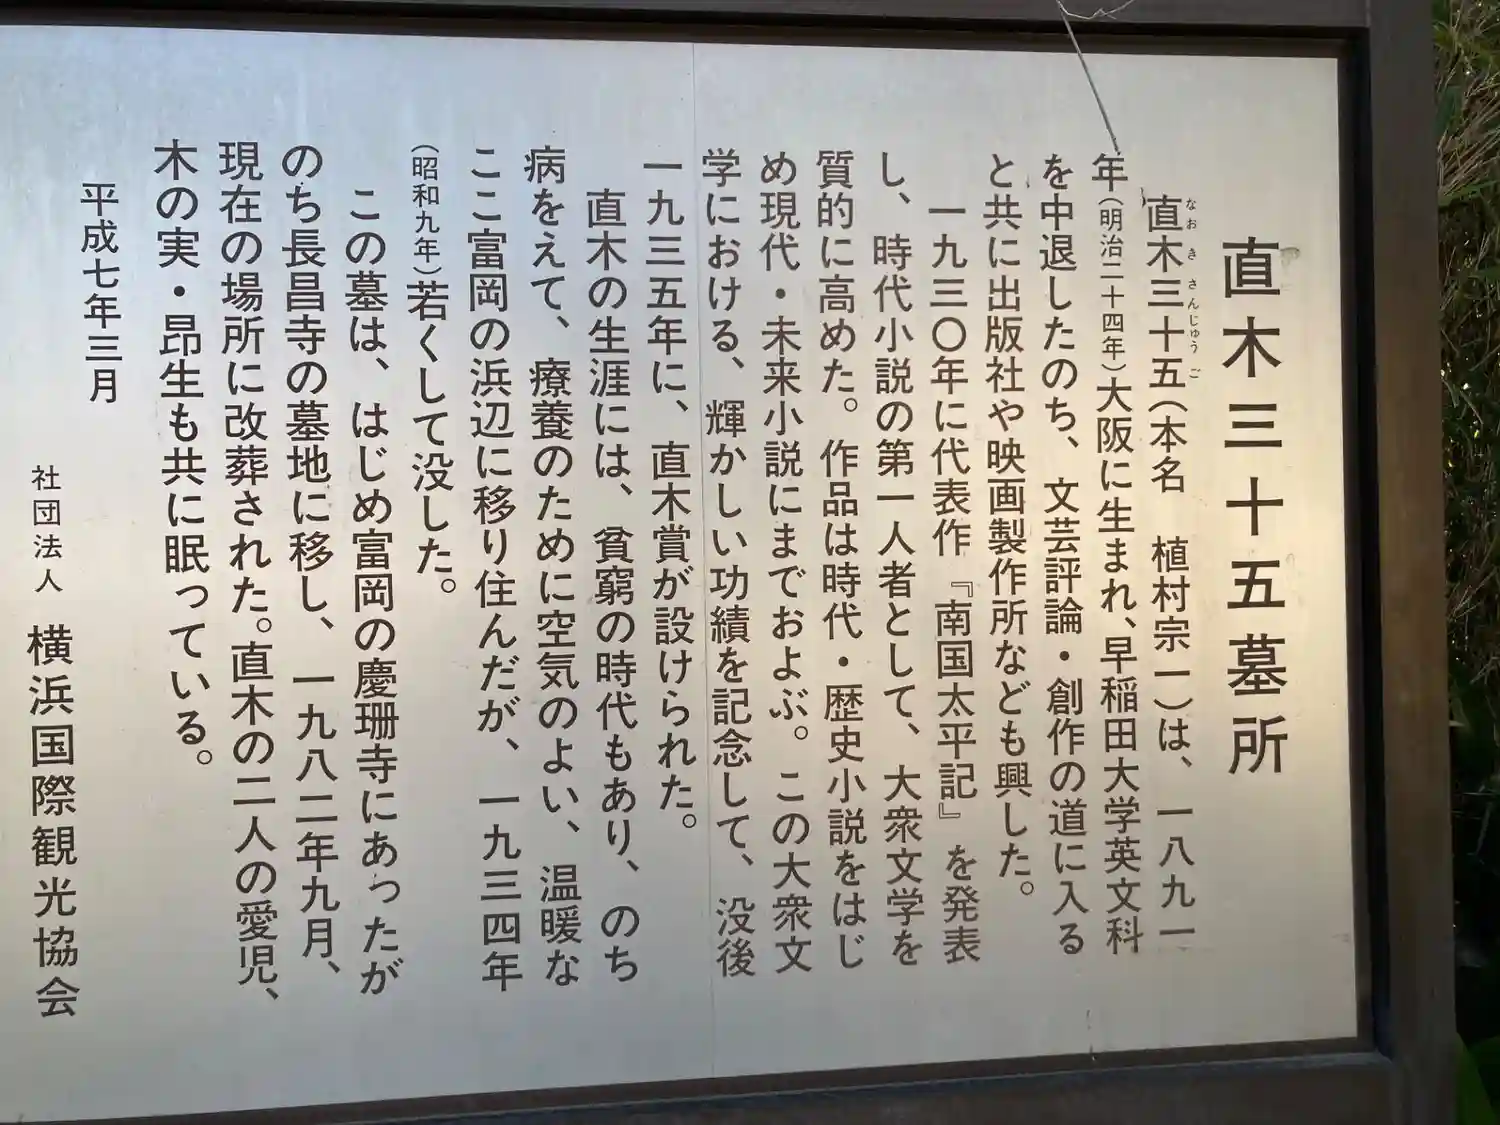 直木三十五墓所
直木三十五(本名 植村宗一)は、一八九一
なおき さんじゅうご
年(明治二十四年)大阪に生まれ、早稲田大学英文科
を中退したのち、文芸評論・創作の道に入る
と共に出版社や映画製作所なども興した。
一九三〇年に代表作『南国太平記』を発表
し、時代小説の第一人者として、大衆文学を
質的に高めた。作品は時代・歴史小説をはじ
め現代・未来小説にまでおよぶ。この大衆文
学における、輝かしい功績を記念して、没後
一九三五年に、直木賞が設けられた。
直木の生涯には、貧窮の時代もあり、のち
病をえて、療養のために空気のよい、温暖な
ここ富岡の浜辺に移り住んだが、一九三四年
(昭和九年)若くして没した。
この墓は、はじめ富岡の慶珊寺にあったが
のち長昌寺の墓地に移し、一九八二年九月、
現在の場所に改葬された。直木の二人の愛児、
木の実・昂生も共に眠っている。
平成七年三月
社団法人 横浜国際観光協会